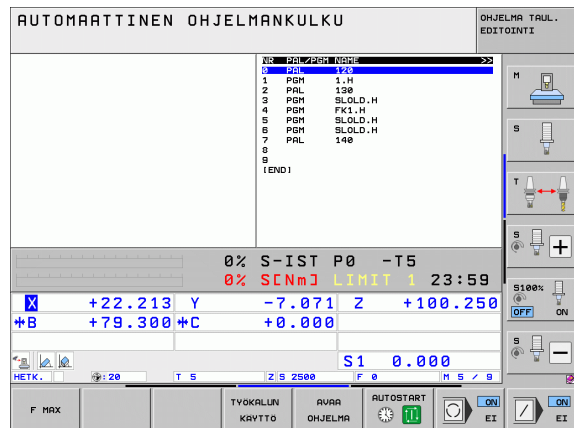 AUTOMAATTINEN OHJELMANKULKU
OHJELMA TAUL.
EDITOINTI
NR PAL/PGM NAME >>
0 PAL 120
1 PGM 1.H
2 PAL 130
3 PGM SLOLD.H
4 PGM FK1.H
5 PGM SLOLD.H
6 PGM SLOLD.H
7 PAL 140
8
9
[END]
M
S
T
S
S100%
OFF ON
S
0% S-IST P0 -T5
0% S[Nm] LIMIT 1 23:59
X +22.213 Y -7.071 Z +100.250
B +79.300 C +0.000
S1 0.000
HETK. : 20 T 5 Z S 2500 F 0 M 5 / 9
F MAX
TYÖKALUN
KÄYTTÖ
AVAA
OHJELMA
AUTOSTART
ON
EI
ON
EI